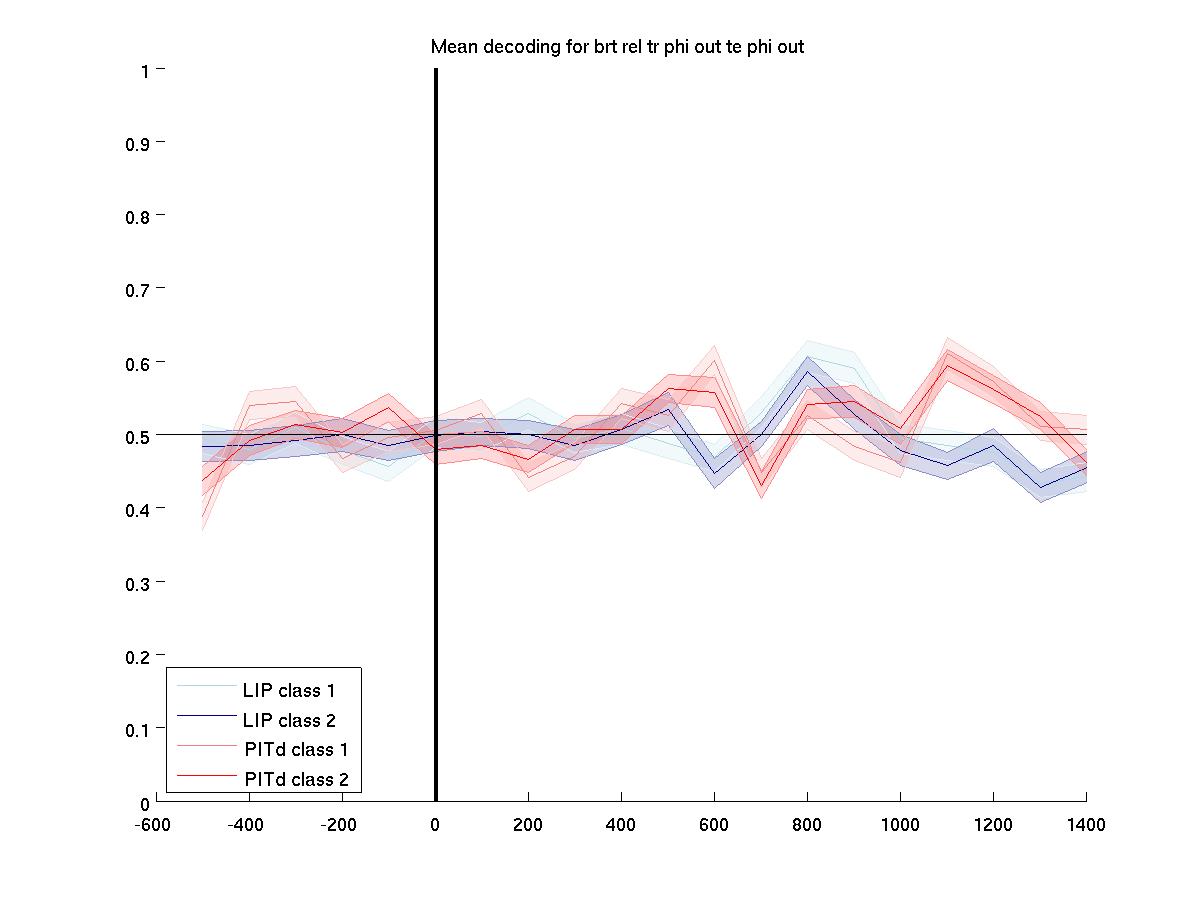 Mean decoding for brt rel tr phi out te phi out
1
0.9
0.8
0.7
0.6
0.5
0.4
0.3
0.2
0.1
0
LIP class 1
LIP class 2
PITd class 1
PITd class 2
-600 -400 -200 0 200 400 600 800 1000 1200 1400